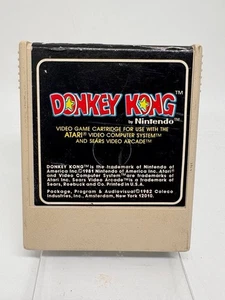 DONKEY KONG™
by Nintendo™
VIDEO GAME CARTRIDGE FOR USE WITH THE
ATARI® VIDEO COMPUTER SYSTEM™
AND SEARS VIDEO ARCADE™
DONKEY KONG™ is the trademark of Nintendo of
America Inc. ©1981 Nintendo of America Inc. Atari®
and Video Computer System™ are trademarks of
Atari Inc. Sears Video Arcade™ is trademark of
Sears, Roebuck and Co. Printed in U.S.A.
Package, Program & Audiovisual ©1982 Coleco
Industries, Inc., Amsterdam, New York 12010.